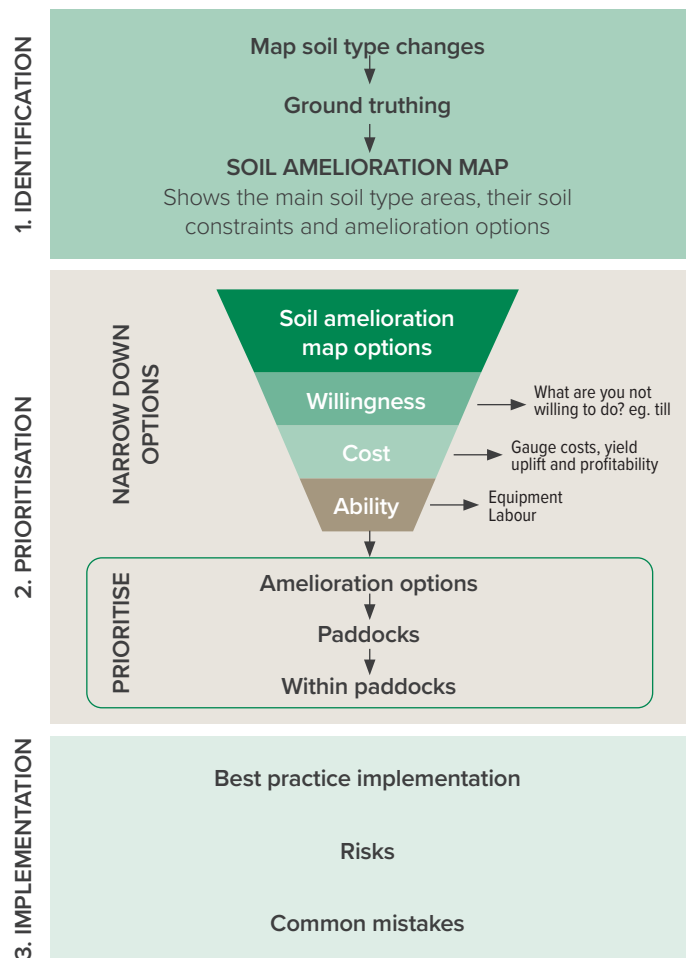 1. IDENTIFICATION
Map soil type changes
Ground truthing
SOIL AMELIORATION MAP
Shows the main soil type areas, their soil
constraints and amelioration options
2. PRIORITISATION
NARROW DOWN
OPTIONS
Soil amelioration
map options
Willingness
What are you not
willing to do? eg. till
Cost
Gauge costs, yield
uplift and profitability
Ability
Equipment
Labour
PRIORITISE
Amelioration options
Paddocks
Within paddocks
3. IMPLEMENTATION
Best practice implementation
Risks
Common mistakes